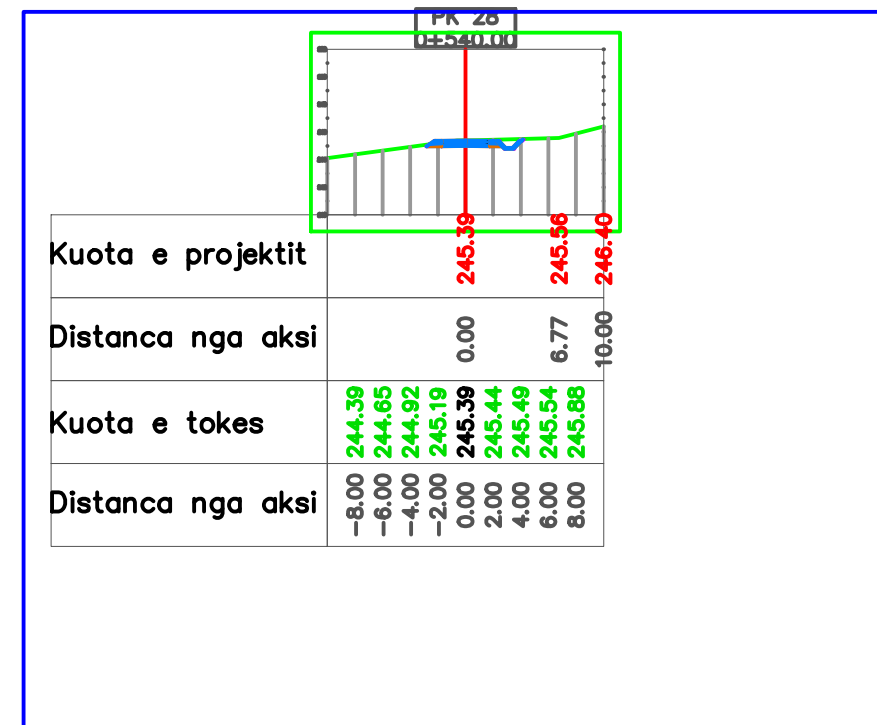 PK 28
0+540.00
Kuota e projektit 245.39 245.56 246.40
Distanca nga aksi 0.00 6.77 10.00
Kuota e tokes 244.39 244.65 244.92 245.19 245.39 245.44 245.49 245.54 245.88
Distanca nga aksi -8.00 -6.00 -4.00 -2.00 0.00 2.00 4.00 6.00 8.00